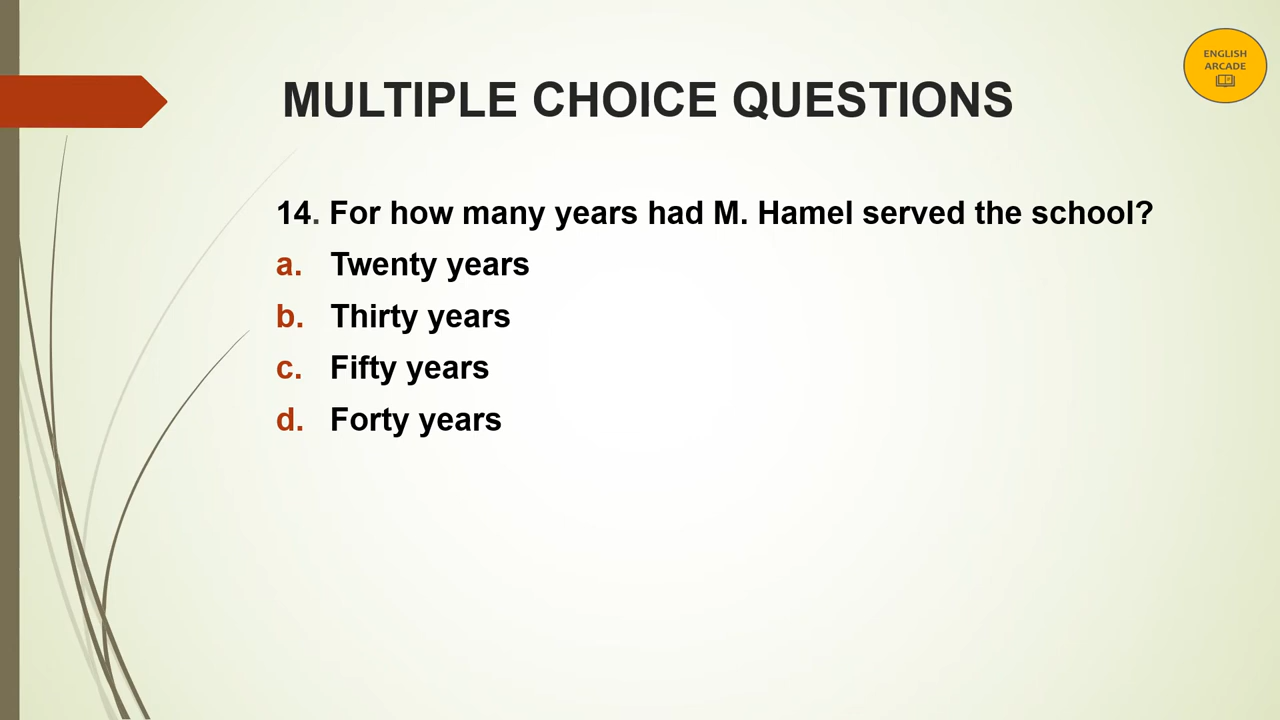 ENGLISH
ARCADE
MULTIPLE CHOICE QUESTIONS
14. For how many years had M. Hamel served the school?
a. Twenty years
b. Thirty years
c. Fifty years
d. Forty years